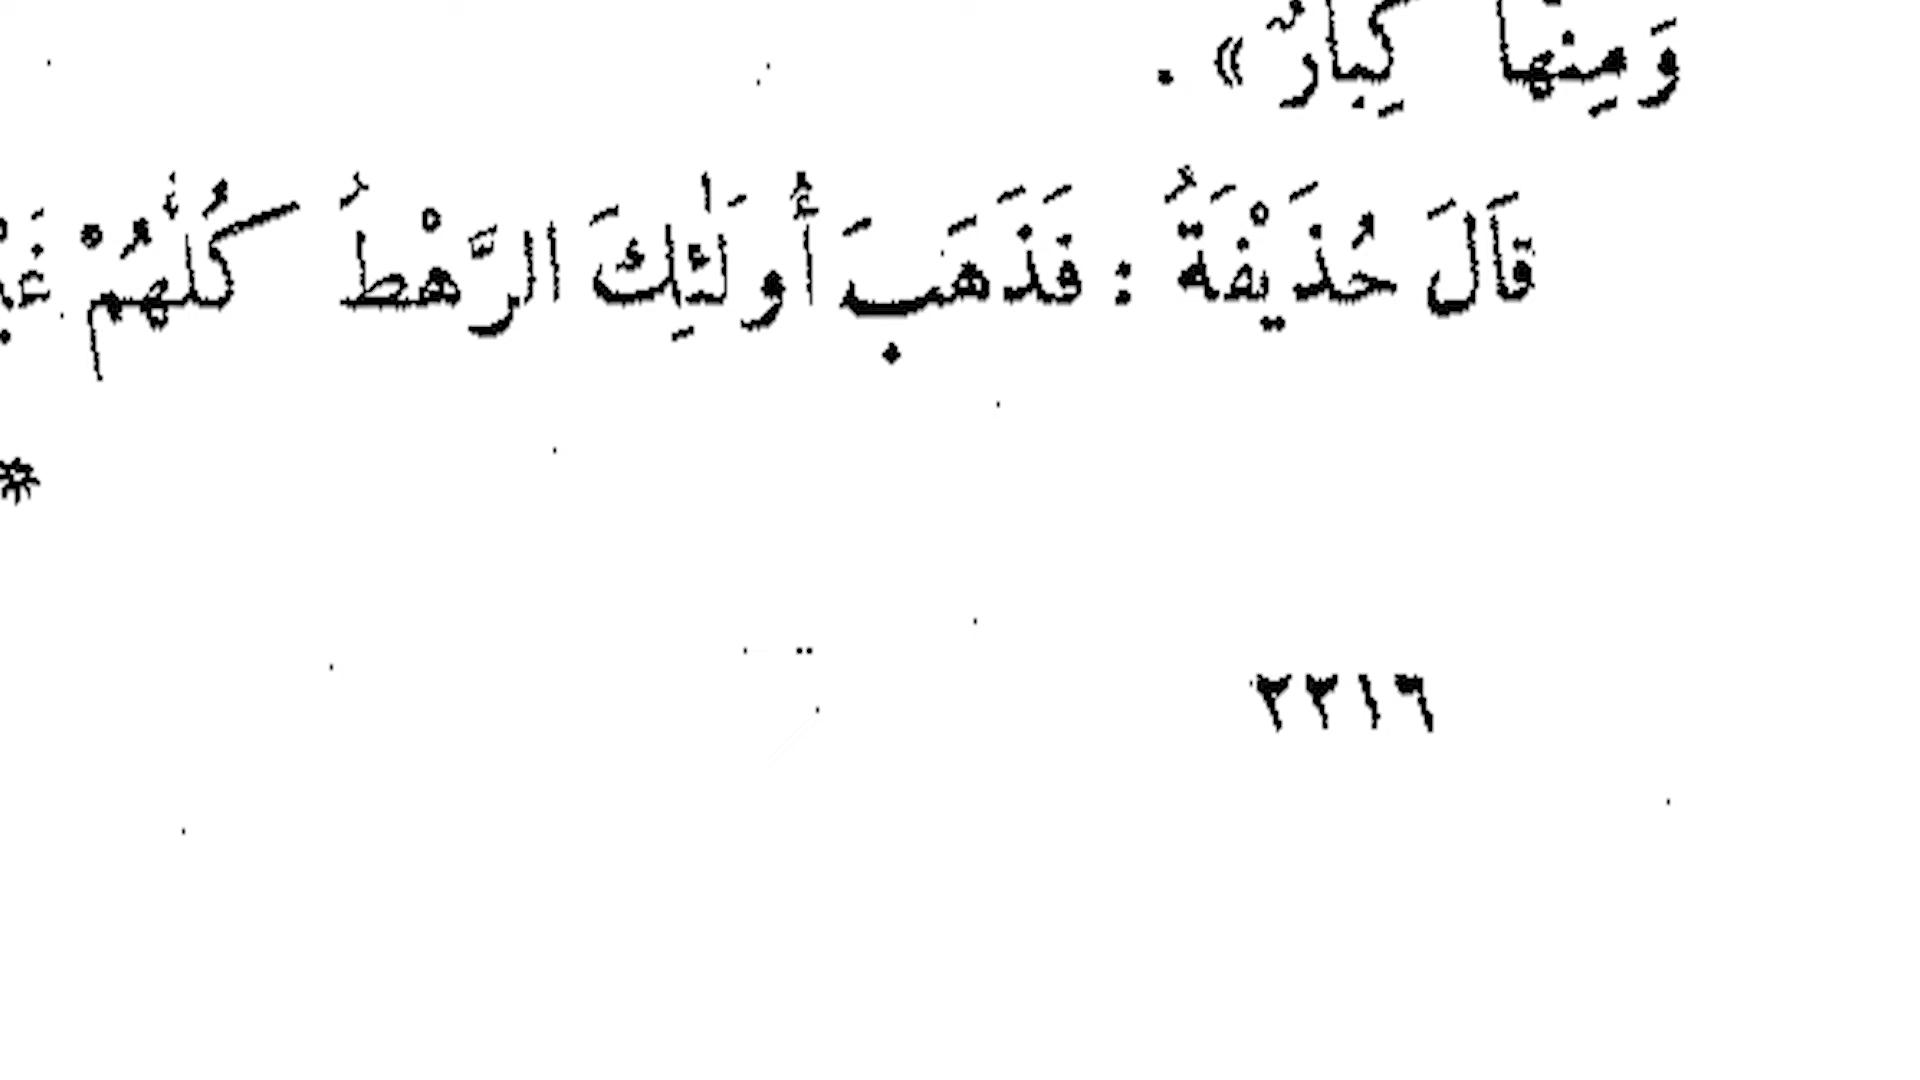 وَمِنْهَا كِبَارٌ» .
قَالَ حُذَيْفَةُ : فَذَهَبَ أُولَٰئِكَ الرَّهْطُ كُلُّهُمْ
*
٢٢١٦